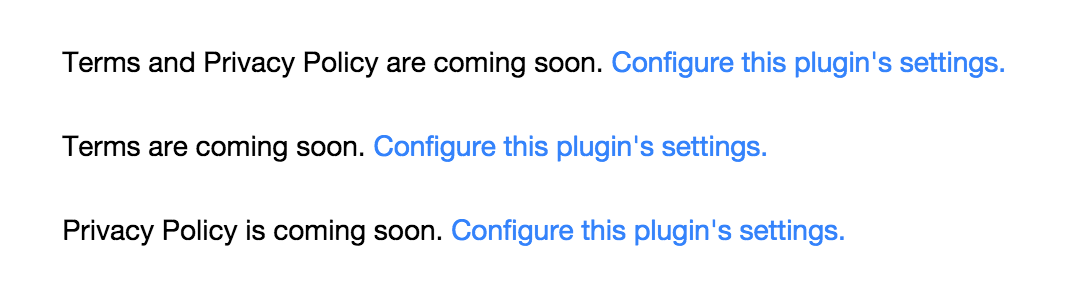 Terms and Privacy Policy are coming soon. Configure this plugin's settings.
Terms are coming soon. Configure this plugin's settings.
Privacy Policy is coming soon. Configure this plugin's settings.